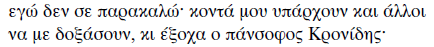 εγώ δεν σε παρακαλώ· κοντά μου υπάρχουν και άλλοι
να με δοξάσουν, κι έξοχα ο πάνσοφος Κρονίδης·